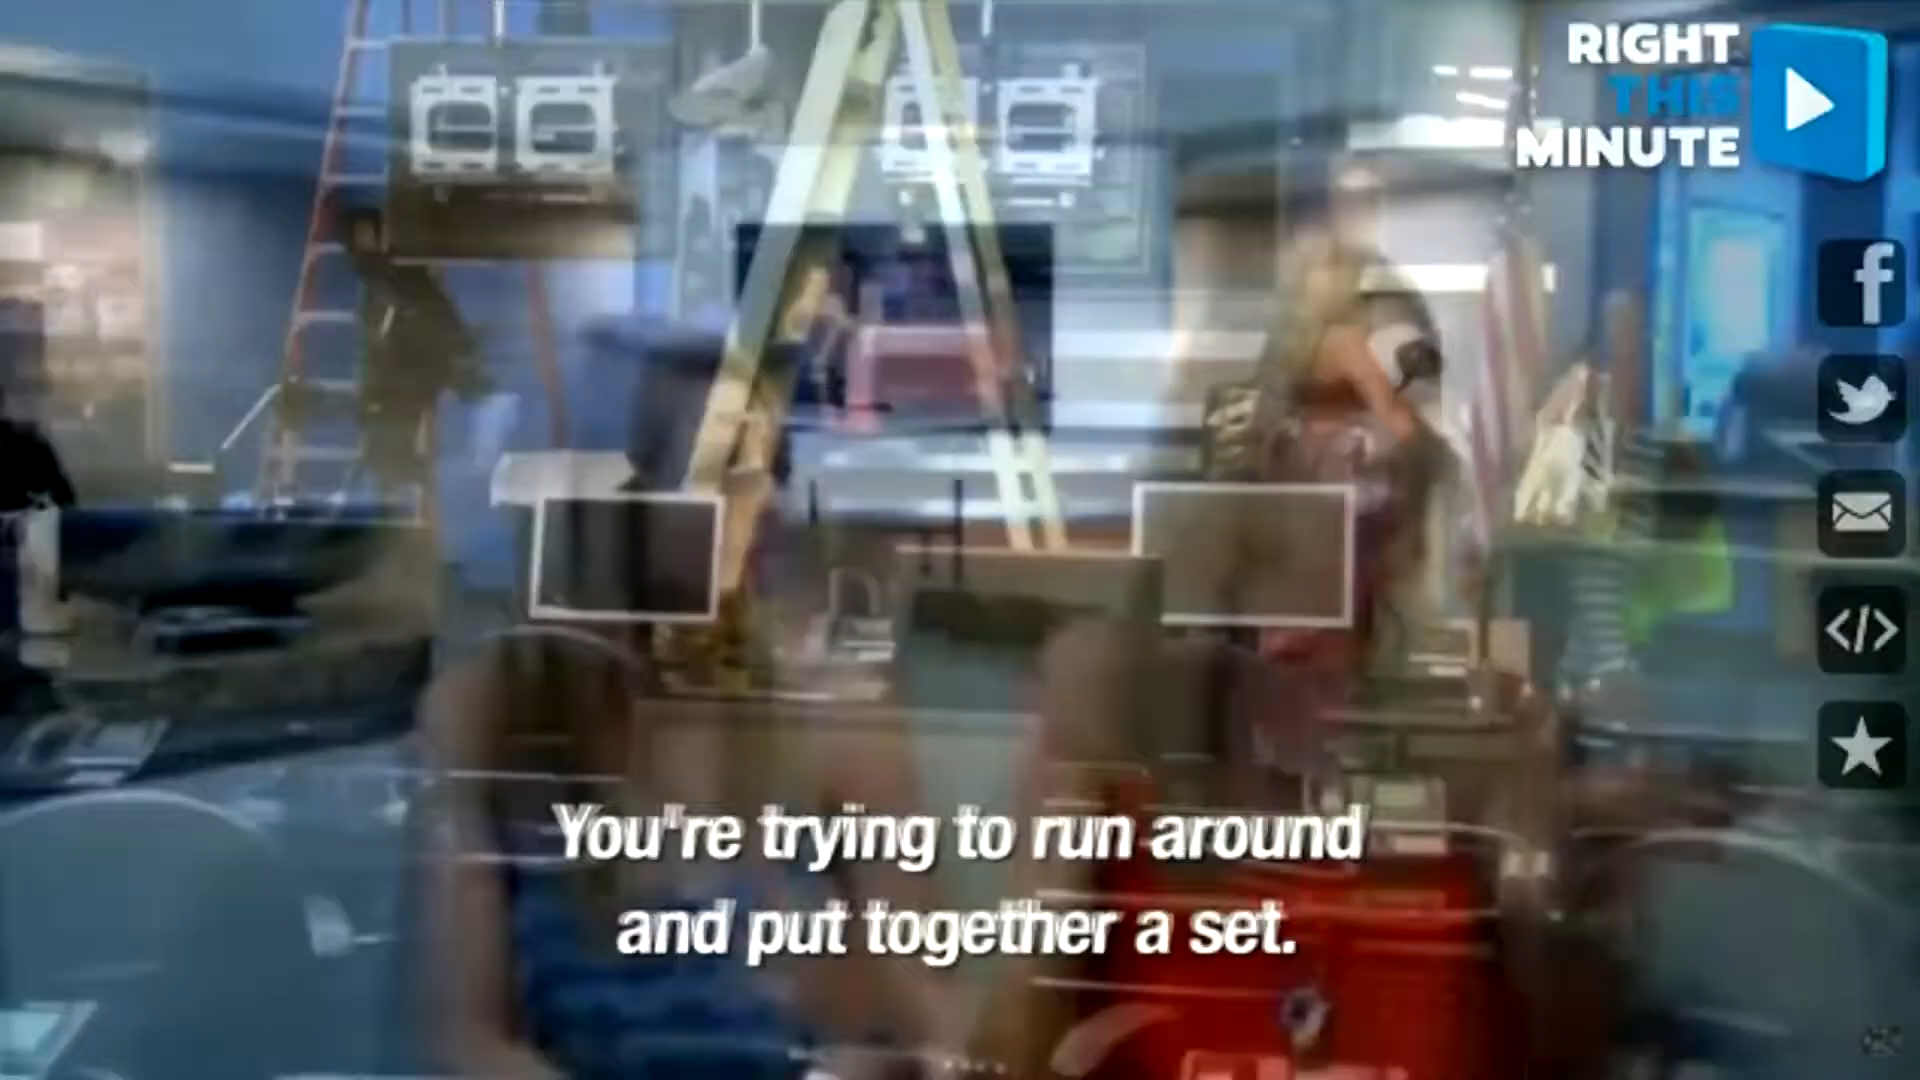 RIGHT
THIS
MINUTE
You're trying to run around
and put together a set.